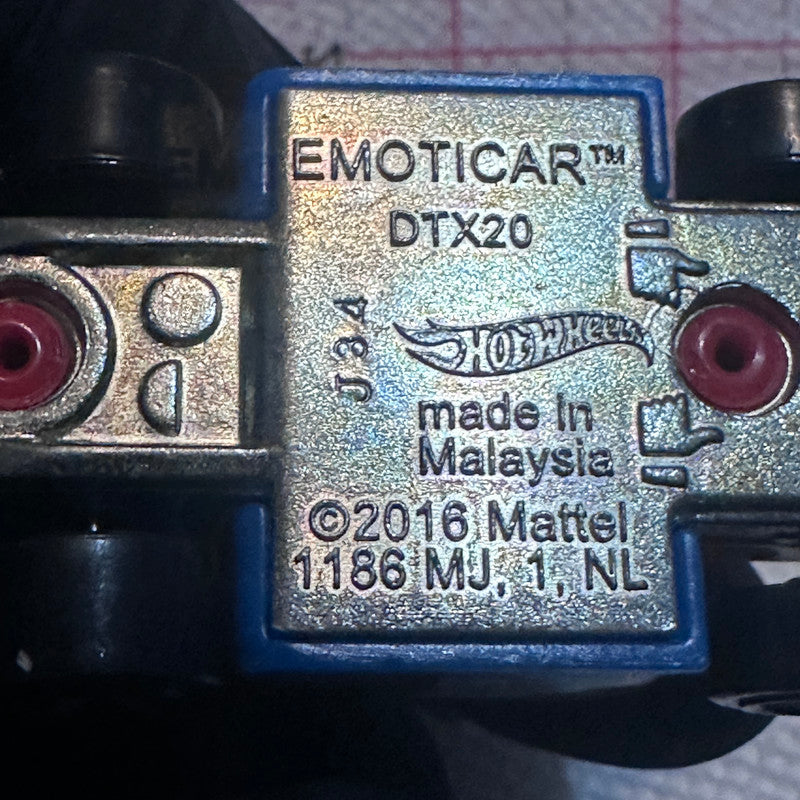 EMOTICAR™
DTX20
J34
Hot Wheels
made in
Malaysia
©2016 Mattel
1186 MJ, 1, NL